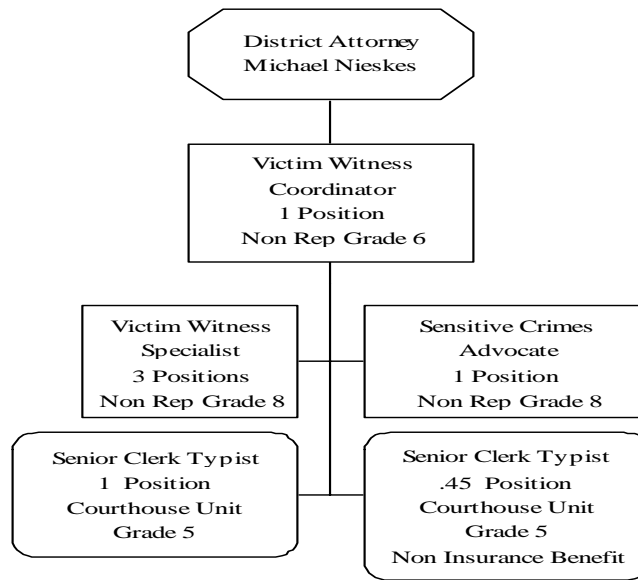 District Attorney
Michael Nieskes
Victim Witness
Coordinator
1 Position
Non Rep Grade 6
Victim Witness
Specialist
3 Positions
Non Rep Grade 8
Sensitive Crimes
Advocate
1 Position
Non Rep Grade 8
Senior Clerk Typist
1 Position
Courthouse Unit
Grade 5
Senior Clerk Typist
.45 Position
Courthouse Unit
Grade 5
Non Insurance Benefit